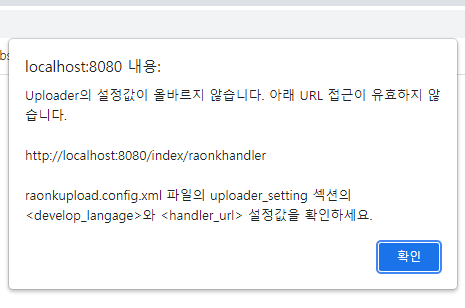 bs
localhost:8080 내용:
Uploader의 설정값이 올바르지 않습니다. 아래 URL 접근이 유효하지 않
습니다.
http://localhost:8080/index/raonkhandler
raonkupload.config.xml 파일의 uploader_setting 섹션의
<develop_langage>와 <handler_url> 설정값을 확인하세요.
확인